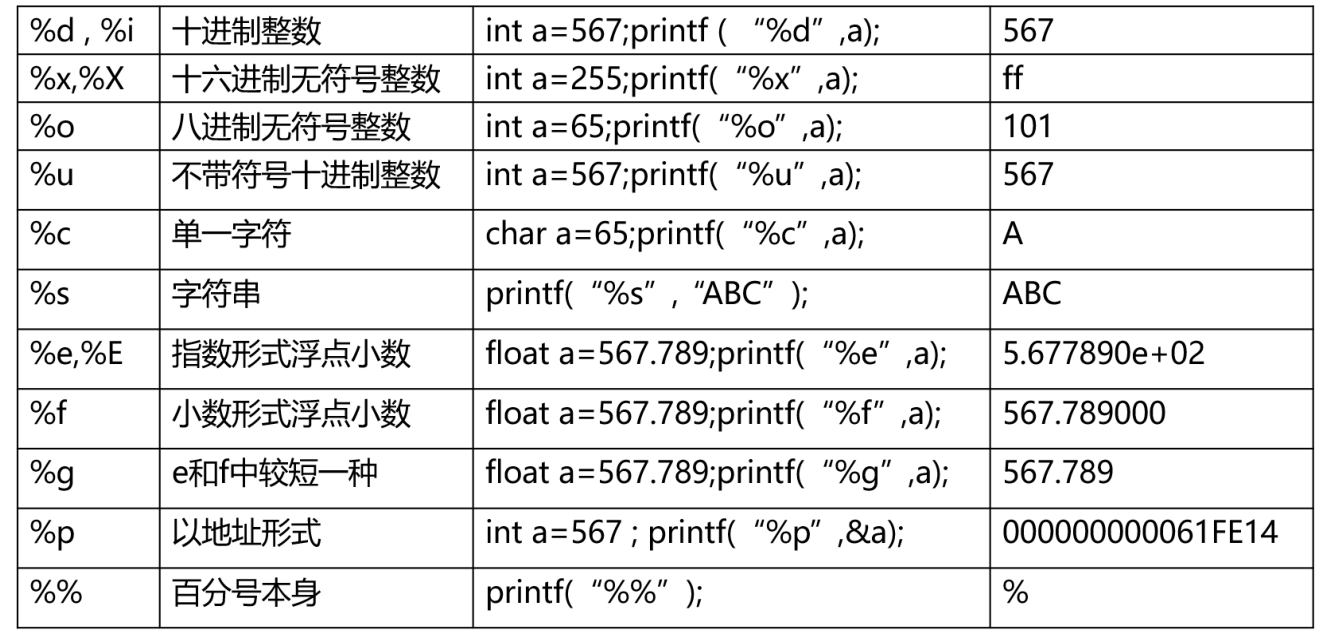 %d , %i 十进制整数 int a=567;printf ( “%d” ,a); 567
%x,%X 十六进制无符号整数 int a=255;printf( “%x” ,a); ff
%o 八进制无符号整数 int a=65;printf( “%o” ,a); 101
%u 不带符号十进制整数 int a=567;printf( “%u” ,a); 567
%c 单一字符 char a=65;printf( “%c” ,a); A
%s 字符串 printf( “%s” , “ABC” ); ABC
%e,%E 指数形式浮点小数 float a=567.789;printf( “%e” ,a); 5.677890e+02
%f 小数形式浮点小数 float a=567.789;printf( “%f” ,a); 567.789000
%g e和f中较短一种 float a=567.789;printf( “%g” ,a); 567.789
%p 以地址形式 int a=567 ; printf( “%p” ,&a); 000000000061FE14
%% 百分号本身 printf( “%%” ); %